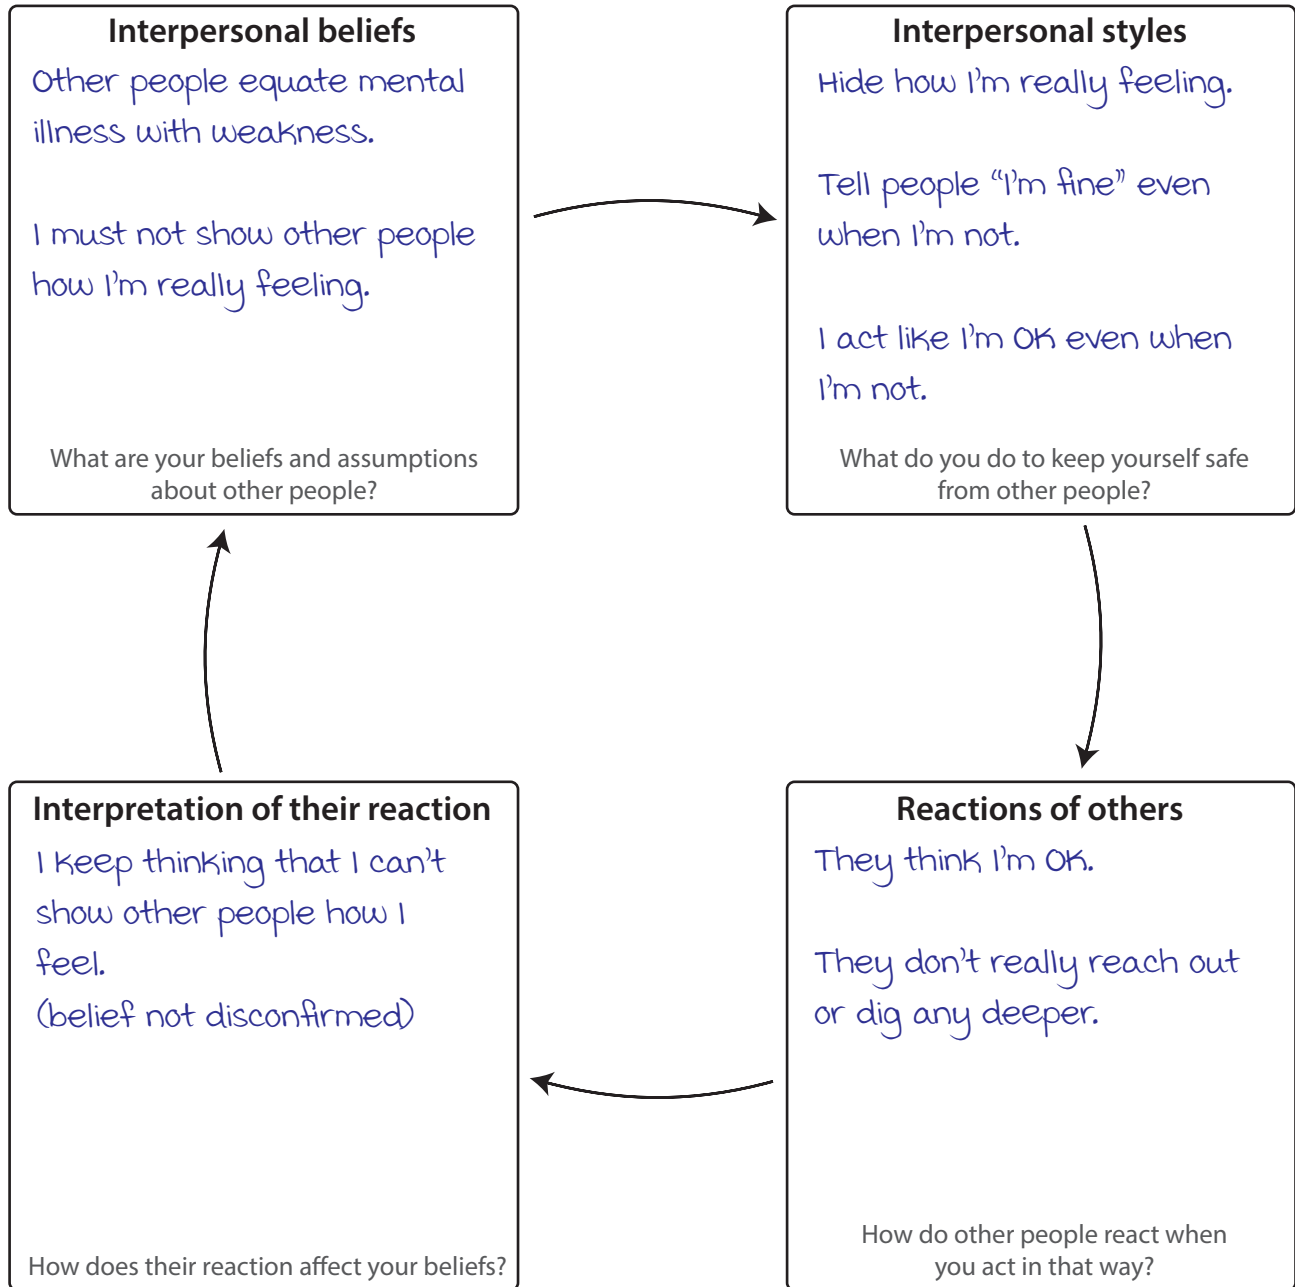 Interpersonal beliefs
Other people equate mental
illness with weakness.
I must not show other people
how I'm really feeling.
What are your beliefs and assumptions
about other people?
Interpersonal styles
Hide how I'm really feeling.
Tell people “I'm fine” even
when I'm not.
I act like I'm OK even when
I'm not.
What do you do to keep yourself safe
from other people?
Interpretation of their reaction
I keep thinking that I can't
show other people how I
feel.
(belief not disconfirmed)
How does their reaction affect your beliefs?
Reactions of others
They think I'm OK.
They don't really reach out
or dig any deeper.
How do other people react when
you act in that way?